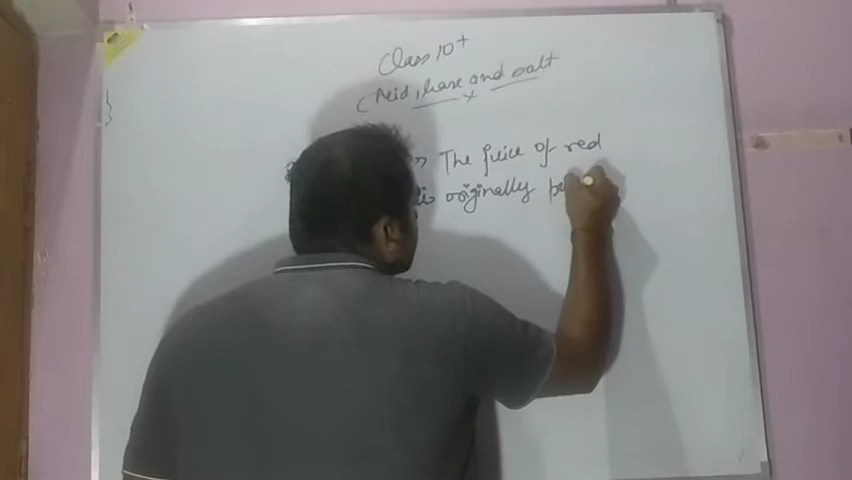 Class 10+
Acid, base and salt
The juice of red
is originally